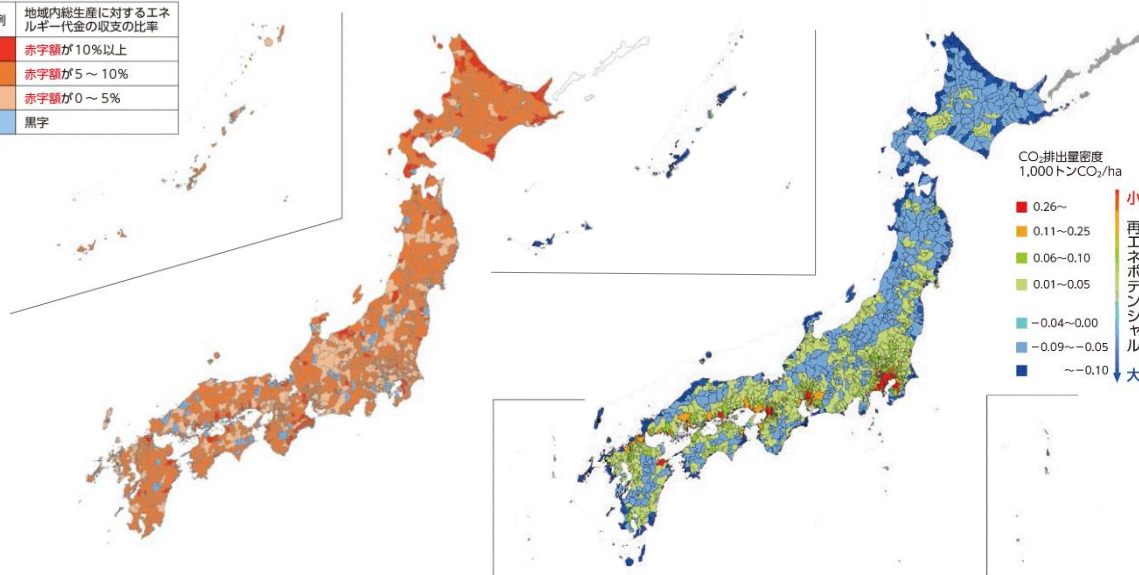 例
地域内総生産に対するエネ
ルギー代金の収支の比率
赤字額が10%以上
赤字額が5～10%
赤字額が0～5%
黒字
CO₂排出量密度
1,000トンCO₂/ha
0.26～
0.11～0.25
0.06～0.10
0.01～0.05
－0.04～0.00
－0.09～－0.05
～－0.10
小
再エネポテンシャル
大